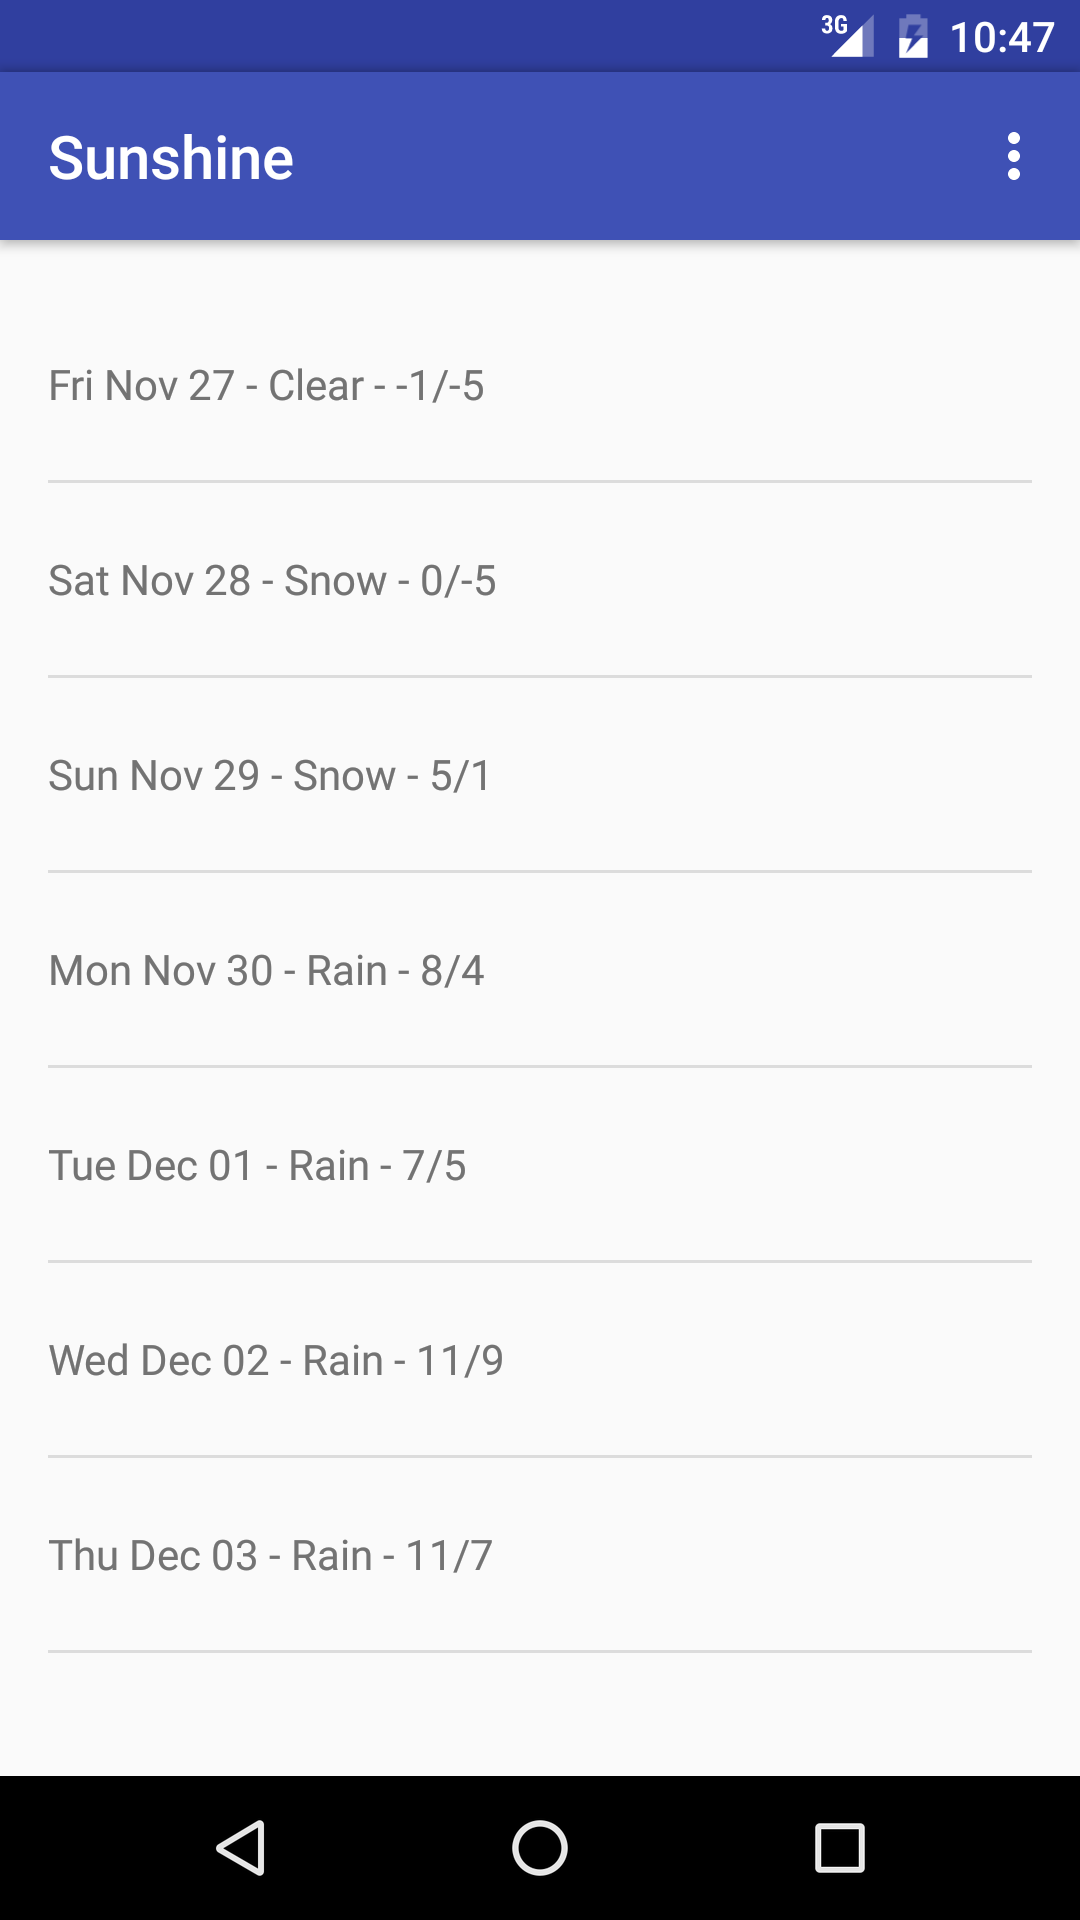 3G 10:47
Sunshine
Fri Nov 27 - Clear - -1/-5
Sat Nov 28 - Snow - 0/-5
Sun Nov 29 - Snow - 5/1
Mon Nov 30 - Rain - 8/4
Tue Dec 01 - Rain - 7/5
Wed Dec 02 - Rain - 11/9
Thu Dec 03 - Rain - 11/7